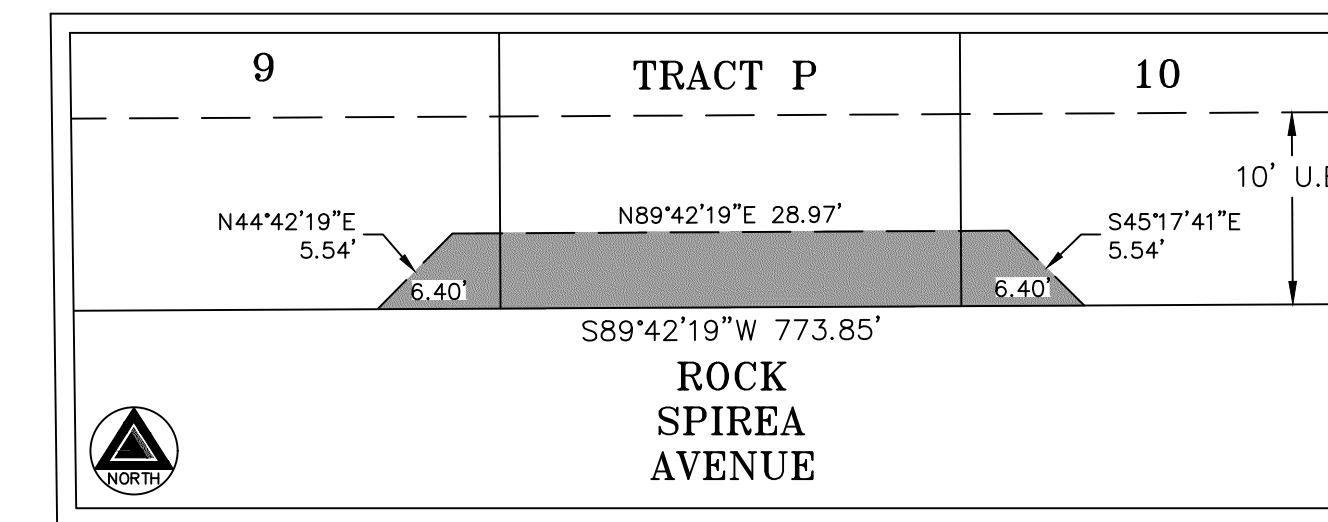 9
TRACT P
10
10' U.E
N44°42'19"E
5.54'
N89°42'19"E 28.97'
S45°17'41"E
5.54'
6.40'
6.40'
S89°42'19"W 773.85'
ROCK
SPIREA
AVENUE
NORTH